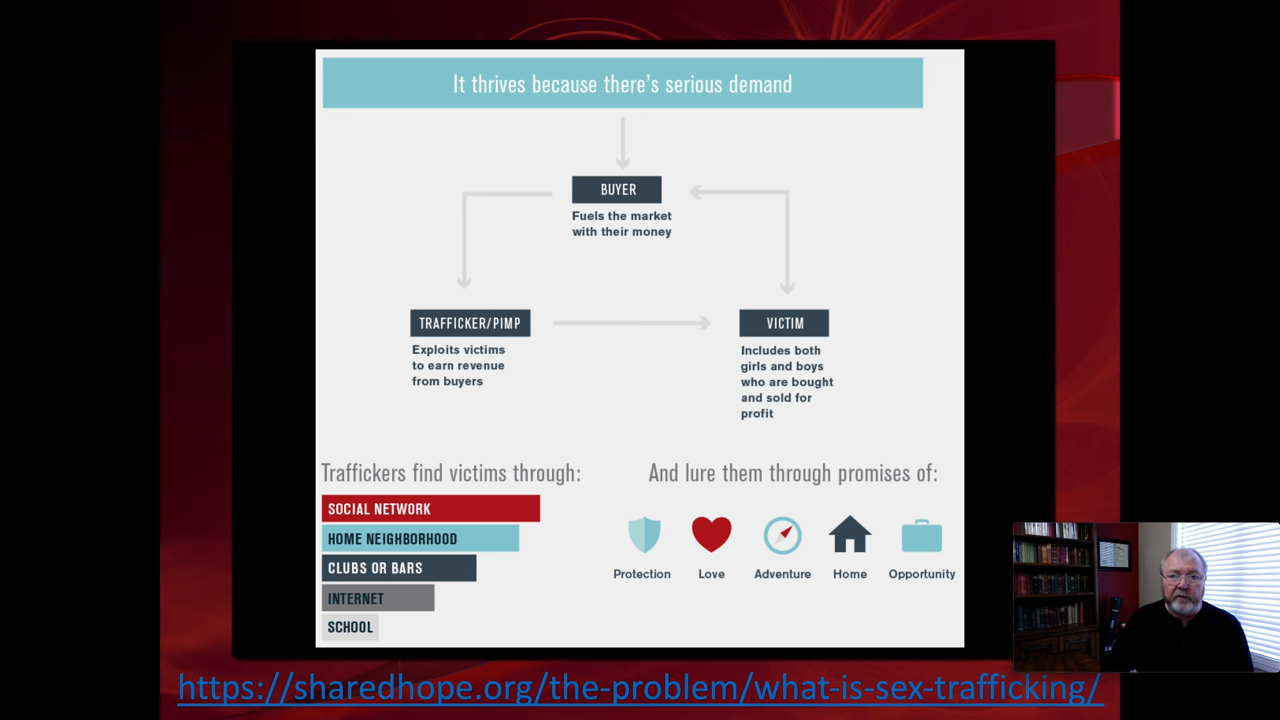 It thrives because there's serious demand
BUYER
Fuels the market
with their money
TRAFFICKER/PIMP
Exploits victims
to earn revenue
from buyers
VICTIM
Includes both
girls and boys
who are bought
and sold for
profit
Traffickers find victims through:
SOCIAL NETWORK
HOME NEIGHBORHOOD
CLUBS OR BARS
INTERNET
SCHOOL
And lure them through promises of:
Protection
Love
Adventure
Home
Opportunity
https://sharedhope.org/the-problem/what-is-sex-trafficking/